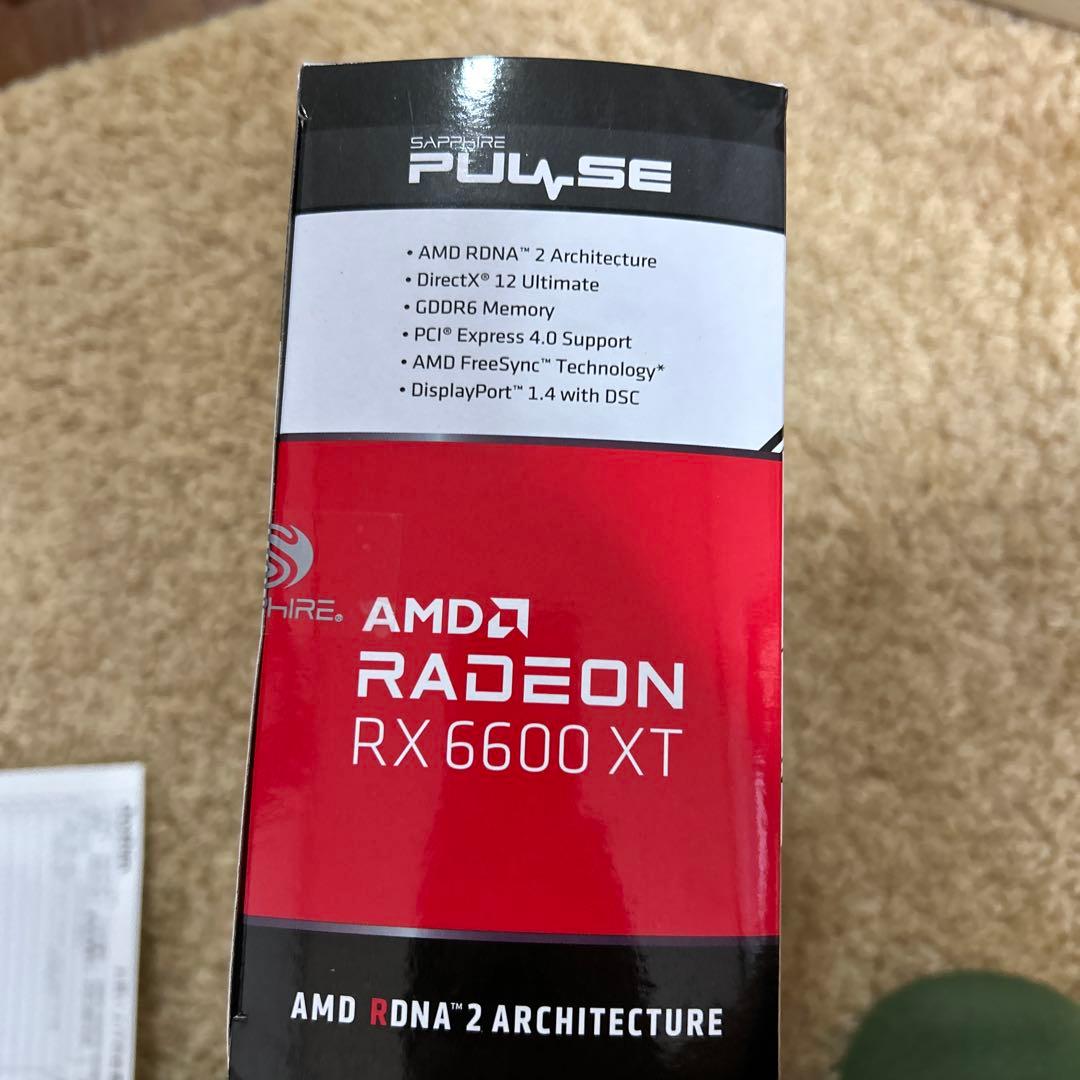 SAPPHIRE
PULSE
• AMD RDNA™ 2 Architecture
• DirectX® 12 Ultimate
• GDDR6 Memory
• PCI® Express 4.0 Support
• AMD FreeSync™ Technology*
• DisplayPort™ 1.4 with DSC
PHIRE®
AMD
RADEON
RX 6600 XT
AMD RDNA™ 2 ARCHITECTURE